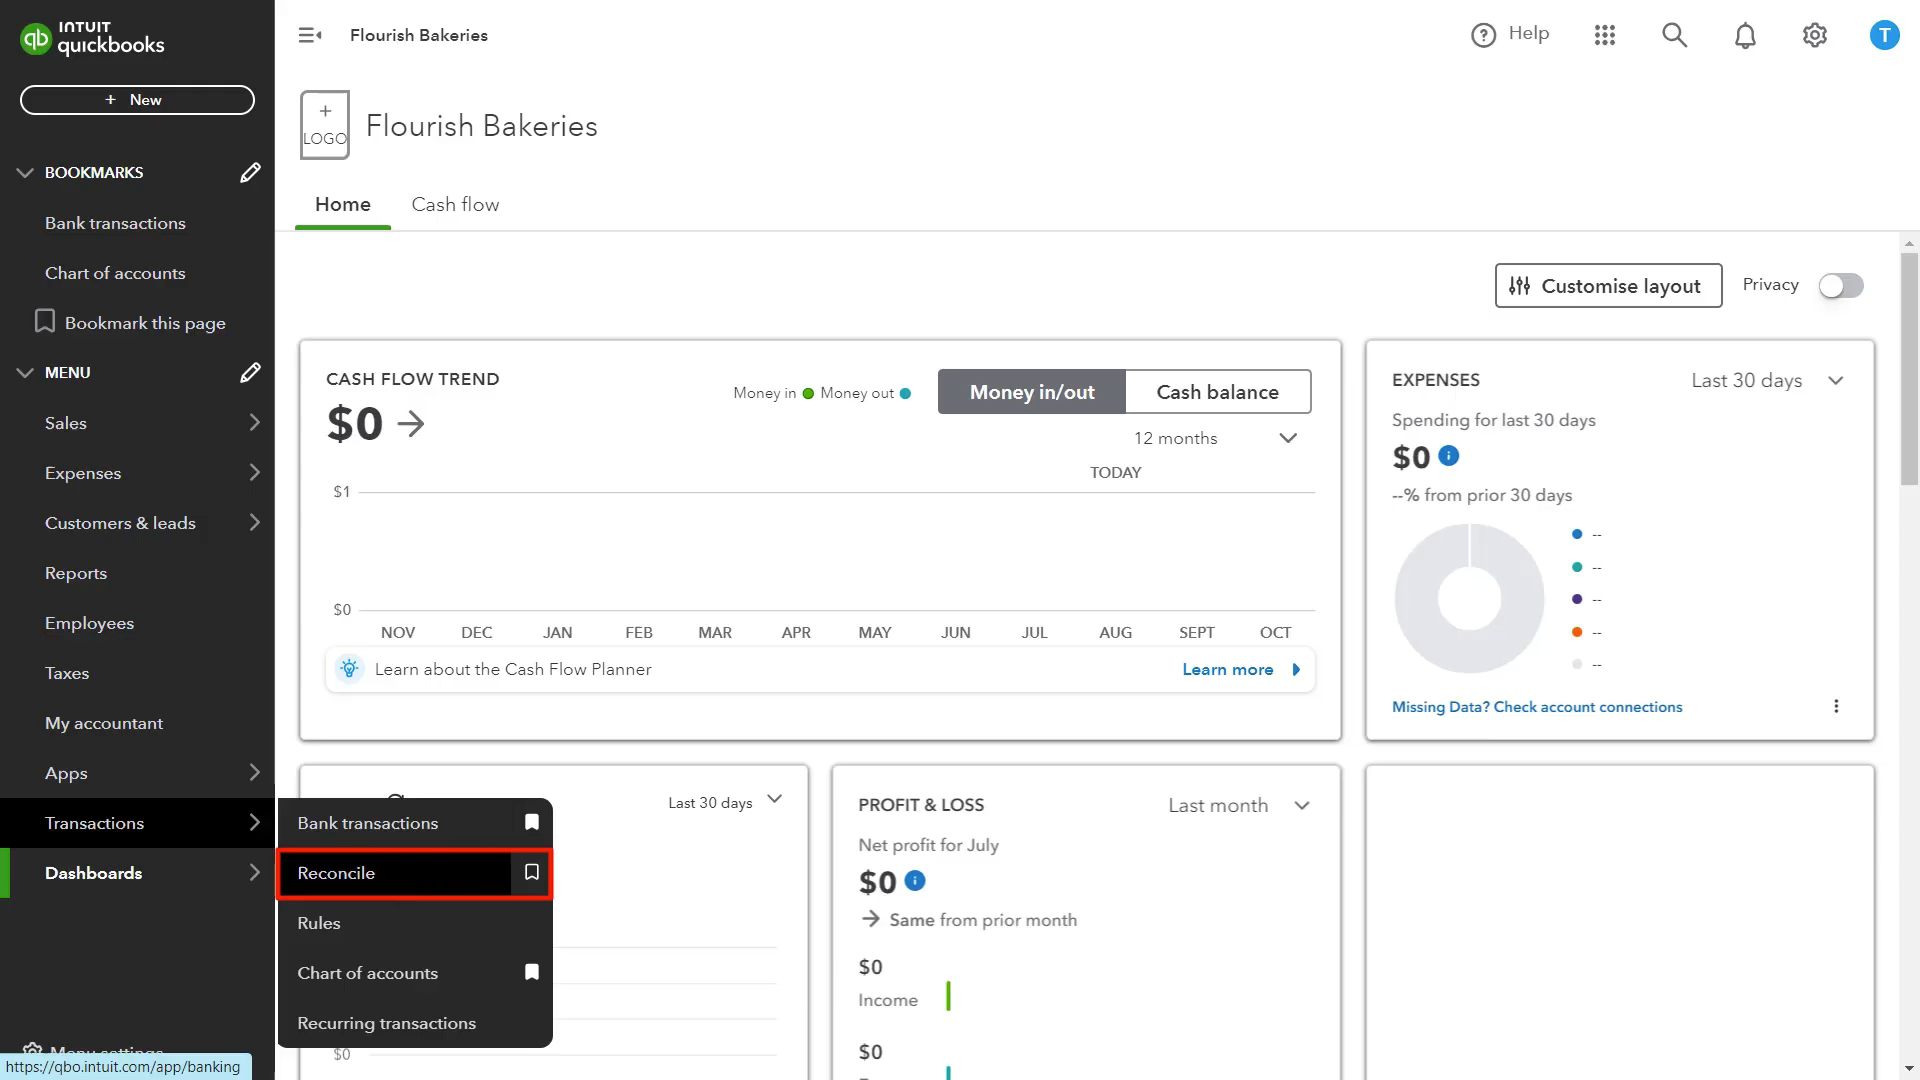 INTUIT
quickbooks
+ New
BOOKMARKS
Bank transactions
Chart of accounts
Bookmark this page
MENU
Sales
Expenses
Customers & leads
Reports
Employees
Taxes
My accountant
Apps
Transactions
Dashboards
https://qbo.intuit.com/app/banking
Bank transactions
Reconcile
Rules
Chart of accounts
Recurring transactions
Flourish Bakeries
Help
T
+
LOGO
Flourish Bakeries
Home
Cash flow
Customise layout
Privacy
CASH FLOW TREND
$0
Money in
Money out
Money in/out
Cash balance
12 months
TODAY
$1
$0
NOV DEC JAN FEB MAR APR MAY JUN JUL AUG SEPT OCT
Learn about the Cash Flow Planner
Learn more
EXPENSES
Last 30 days
Spending for last 30 days
$0
--% from prior 30 days
--
--
--
--
--
Missing Data? Check account connections
Last 30 days
$0
PROFIT & LOSS
Last month
Net profit for July
$0
Same from prior month
$0
Income
$0